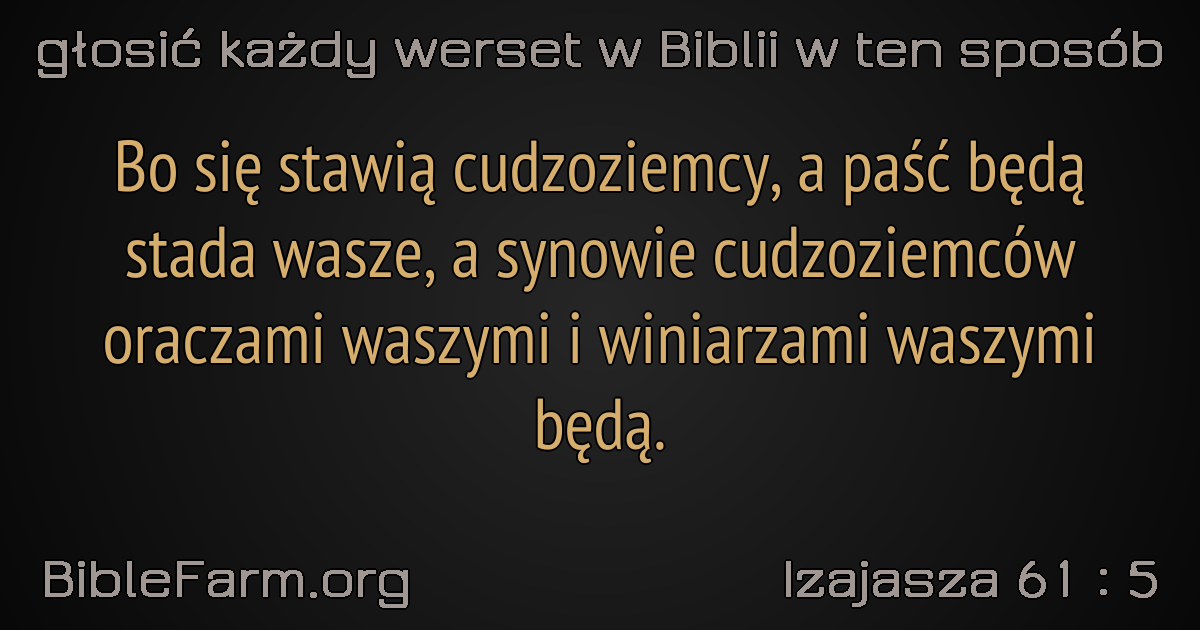 głosić każdy werset w Biblii w ten sposób
Bo się stawią cudzoziemcy, a paść będą
stada wasze, a synowie cudzoziemców
oraczami waszymi i winiarzami waszymi
będą.
BibleFarm.org
Izajasza 61 : 5